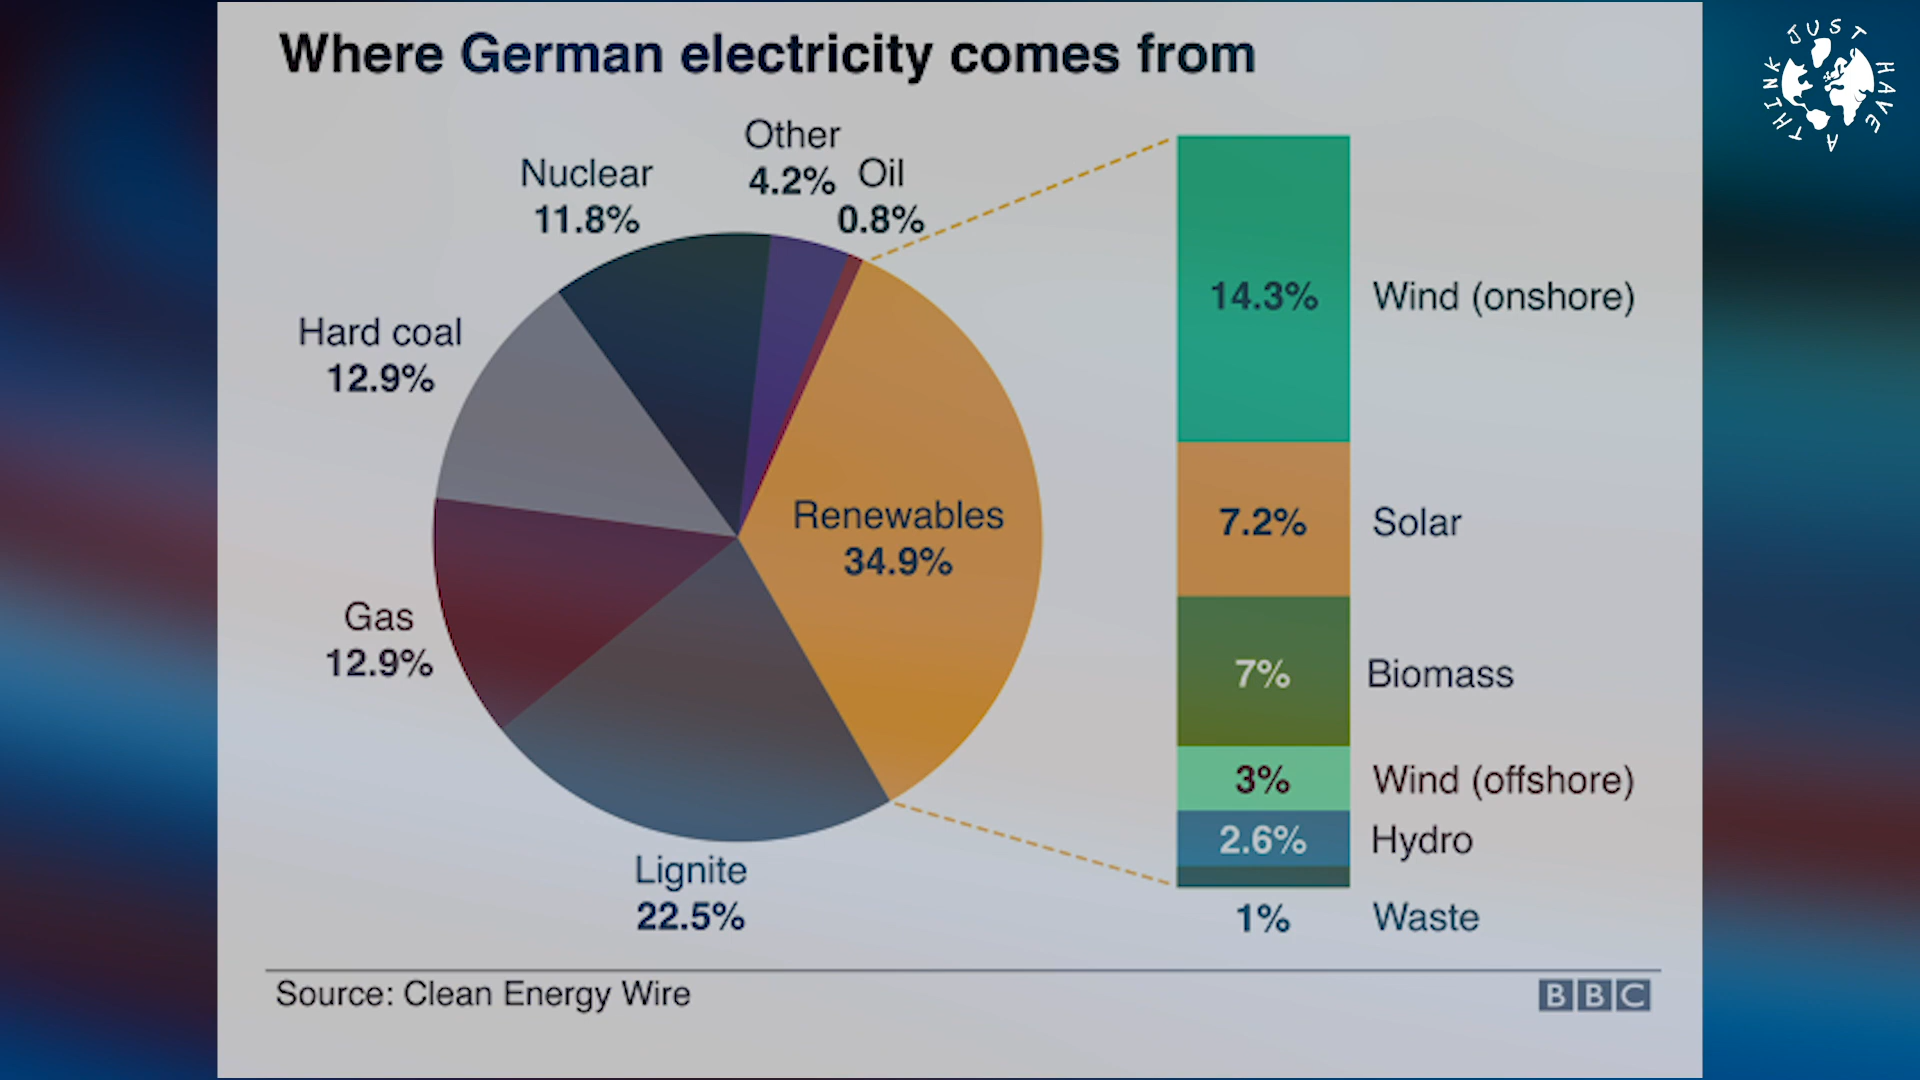 Where German electricity comes from
JUST HAVE A THINK
Other
4.2%
Oil
0.8%
Nuclear
11.8%
Hard coal
12.9%
Gas
12.9%
Lignite
22.5%
Renewables
34.9%
14.3% Wind (onshore)
7.2% Solar
7% Biomass
3% Wind (offshore)
2.6% Hydro
1% Waste
Source: Clean Energy Wire
BBC